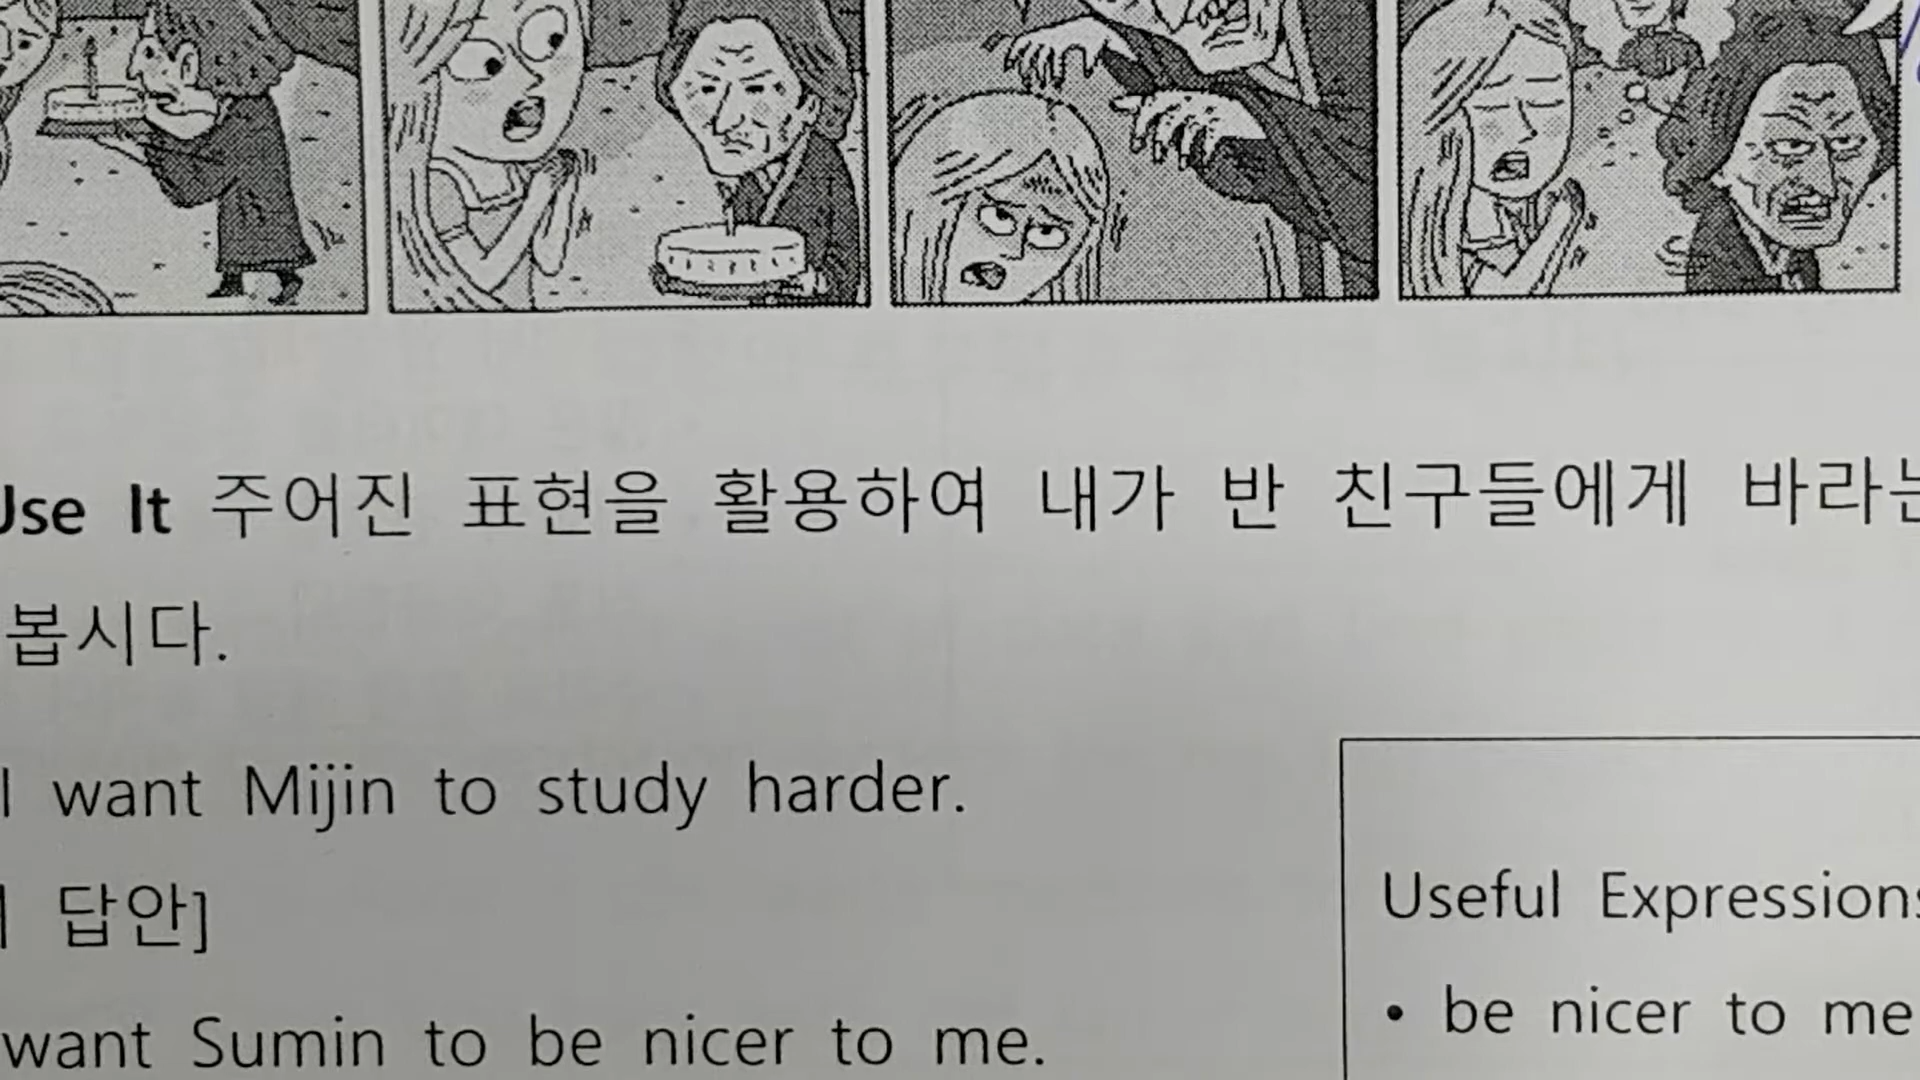 Use It 주어진 표현을 활용하여 내가 반 친구들에게 바라는
봅시다.
I want Mijin to study harder.
답안]
want Sumin to be nicer to me.
Useful Expressions
• be nicer to me